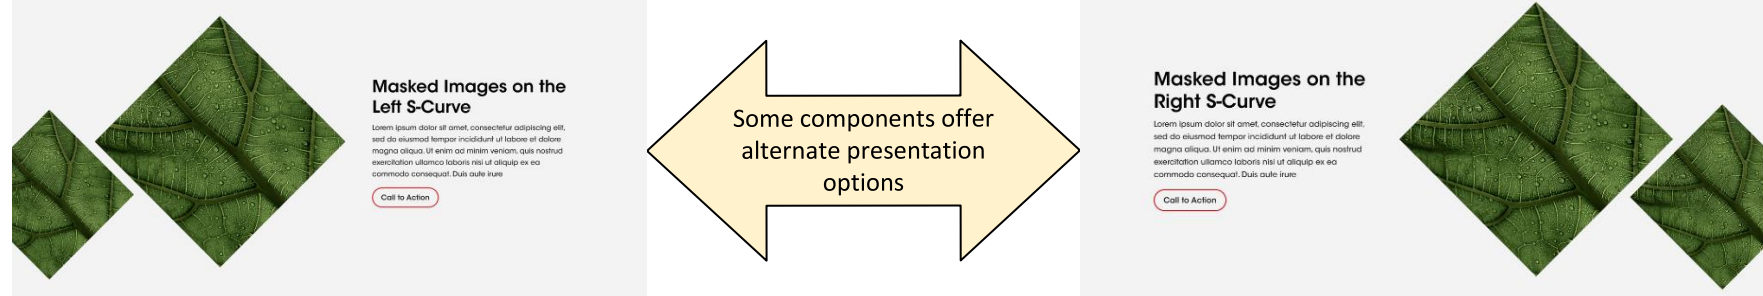 Masked Images on the
Left S-Curve
Lorem ipsum dolor sit amet, consectetur adipiscing elit,
sed do eiusmod tempor incididunt ut labore et dolore
magna aliqua. Ut enim ad minim veniam, quis nostrud
exercitation ullamco laboris nisi ut aliquip ex ea
commodo consequat. Duis aute irure
Call to Action
Some components offer
alternate presentation
options
Masked Images on the
Right S-Curve
Lorem ipsum dolor sit amet, consectetur adipiscing elit,
sed do eiusmod tempor incididunt ut labore et dolore
magna aliqua. Ut enim ad minim veniam, quis nostrud
exercitation ullamco laboris nisi ut aliquip ex ea
commodo consequat. Duis aute irure
Call to Action